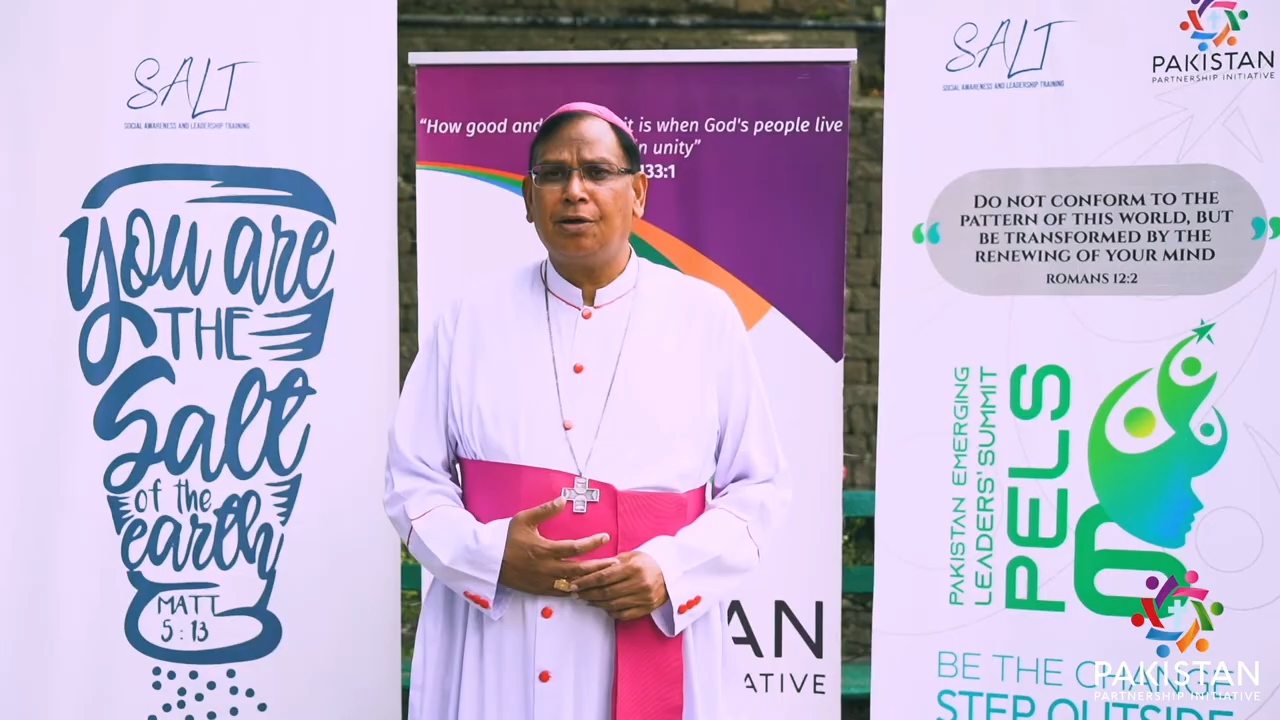 SALT
SOCIAL AWARENESS AND LEADERSHIP TRAINING
You are
THE
Salt
of the
earth
MATT
5:13
“How good and it is when God's people live
in unity”
133:1
AN
ATIVE
SALT
SOCIAL AWARENESS AND LEADERSHIP TRAINING
PAKISTAN
PARTNERSHIP INITIATIVE
DO NOT CONFORM TO THE
PATTERN OF THIS WORLD, BUT
BE TRANSFORMED BY THE
RENEWING OF YOUR MIND
ROMANS 12:2
PAKISTAN EMERGING
LEADERS' SUMMIT
PELS
BE THE CHANGE
STEP OUTSIDE
PAKISTAN
PARTNERSHIP INITIATIVE